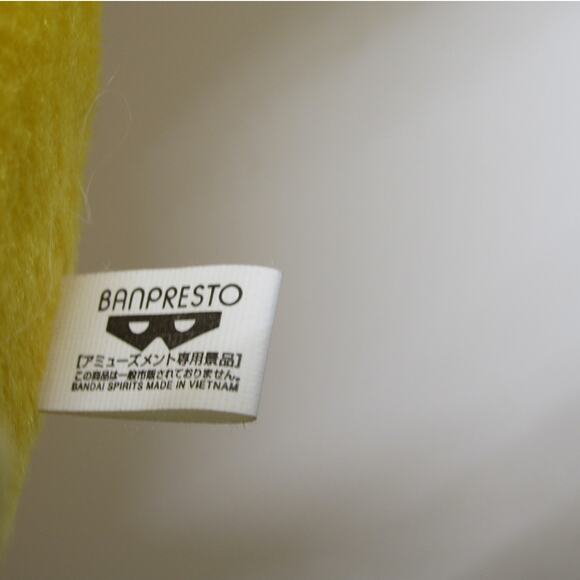 BANPRESTO
[アミューズメント専用景品]
この商品は一般市販されておりません。
BANDAI SPIRITS MADE IN VIETNAM